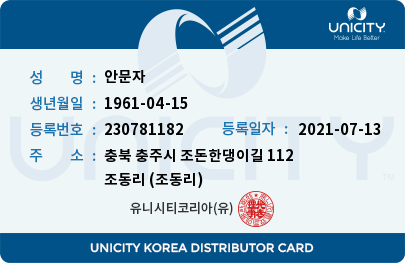 UNICITY
Make Life Better
성 명 : 안문자
생년월일 : 1961-04-15
등록번호 : 230781182 등록일자 : 2021-07-13
주 소 : 충북 충주시 조돈한댕이길 112
조동리 (조동리)
유니시티코리아(유)
UNICITY
UNICITY KOREA DISTRIBUTOR CARD